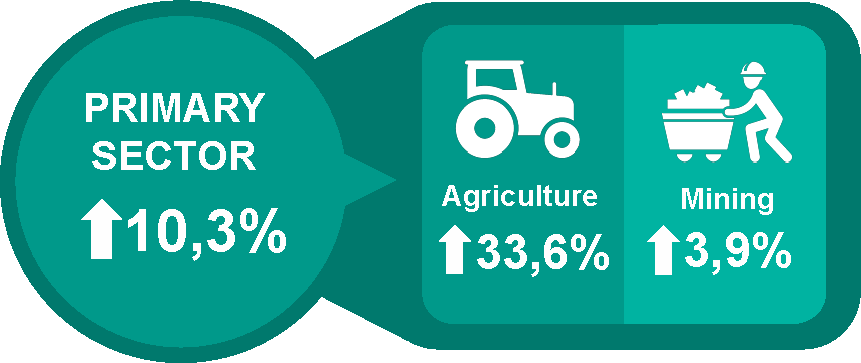 PRIMARY
SECTOR
10,3%
Agriculture
33,6%
Mining
3,9%